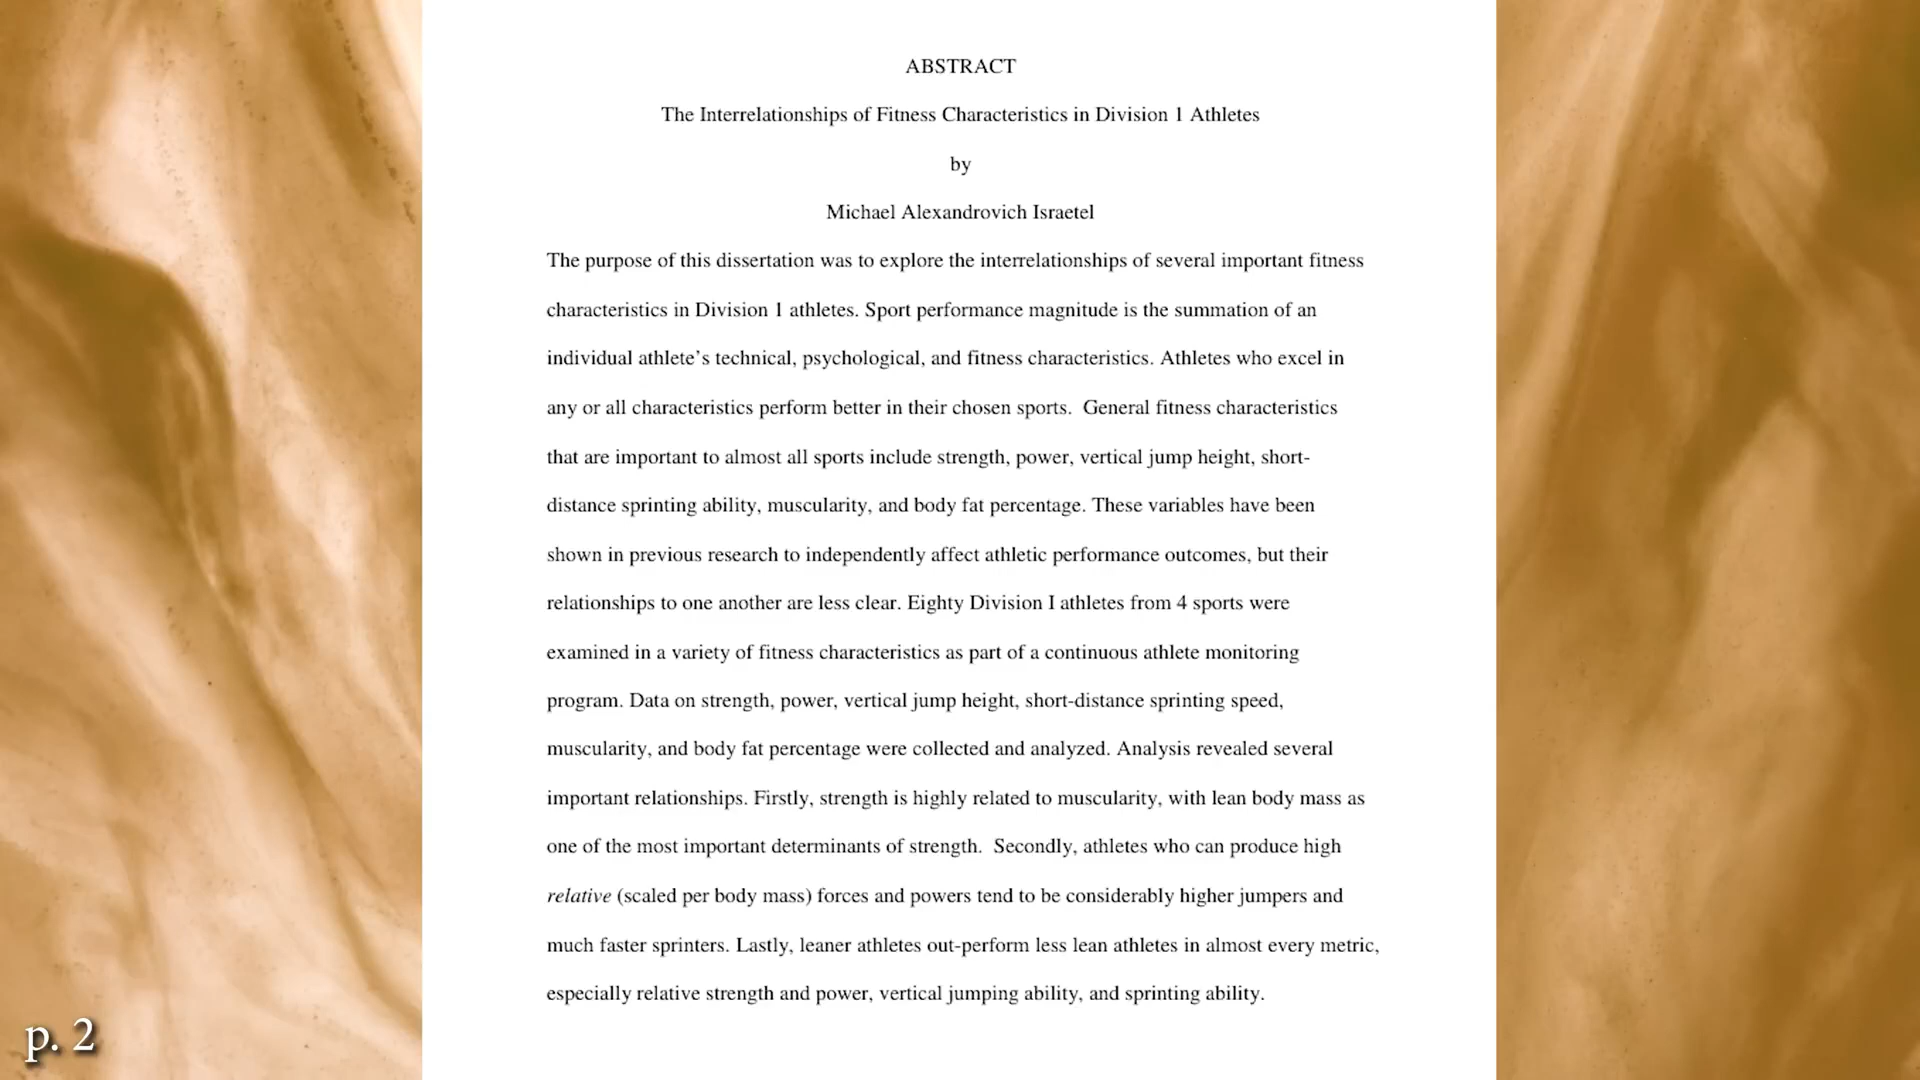 ABSTRACT
The Interrelationships of Fitness Characteristics in Division 1 Athletes
by
Michael Alexandrovich Israetel
The purpose of this dissertation was to explore the interrelationships of several important fitness
characteristics in Division 1 athletes. Sport performance magnitude is the summation of an
individual athlete’s technical, psychological, and fitness characteristics. Athletes who excel in
any or all characteristics perform better in their chosen sports.  General fitness characteristics
that are important to almost all sports include strength, power, vertical jump height, short-
distance sprinting ability, muscularity, and body fat percentage. These variables have been
shown in previous research to independently affect athletic performance outcomes, but their
relationships to one another are less clear. Eighty Division I athletes from 4 sports were
examined in a variety of fitness characteristics as part of a continuous athlete monitoring
program. Data on strength, power, vertical jump height, short-distance sprinting speed,
muscularity, and body fat percentage were collected and analyzed. Analysis revealed several
important relationships. Firstly, strength is highly related to muscularity, with lean body mass as
one of the most important determinants of strength.  Secondly, athletes who can produce high
relative (scaled per body mass) forces and powers tend to be considerably higher jumpers and
much faster sprinters. Lastly, leaner athletes out-perform less lean athletes in almost every metric,
especially relative strength and power, vertical jumping ability, and sprinting ability.
p. 2